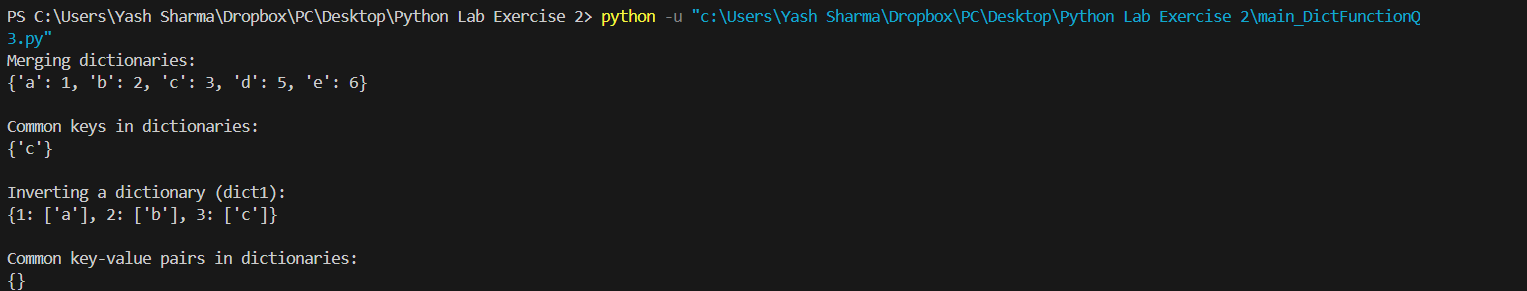 PS C:\Users\Yash Sharma\Dropbox\PC\Desktop\Python Lab Exercise 2> python -u "c:\Users\Yash Sharma\Dropbox\PC\Desktop\Python Lab Exercise 2\main_DictFunctionQ
3.py"
Merging dictionaries:
{'a': 1, 'b': 2, 'c': 3, 'd': 5, 'e': 6}
Common keys in dictionaries:
{'c'}
Inverting a dictionary (dict1):
{1: ['a'], 2: ['b'], 3: ['c']}
Common key-value pairs in dictionaries:
{}